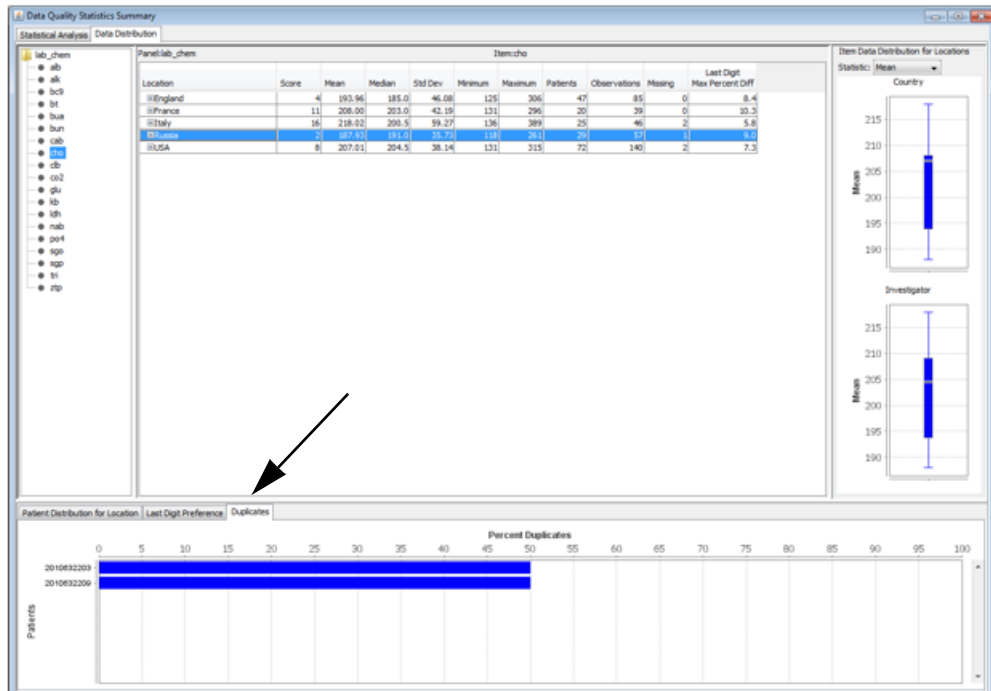 Data Quality Statistics Summary
Statistical Analysis Data Distribution
lab_chem
alb
alk
bc9
bt
bua
bun
cab
cho
clb
co2
glu
kb
ldh
nab
po4
sgo
sgp
tri
ztp
Panel:lab_chem Item:cho
Location Score Mean Median Std Dev Minimum Maximum Patients Observations Missing Last Digit Max Percent Diff
England 4 193.96 185.0 46.08 125 306 47 85 0 8.4
France 11 208.00 203.0 42.19 131 296 20 39 0 10.3
Italy 16 218.02 200.5 59.27 136 389 25 46 2 5.8
Russia 2 187.93 191.0 35.73 118 261 29 57 1 9.0
USA 8 207.01 204.5 38.14 131 315 72 140 2 7.3
Item Data Distribution for Locations
Statistic: Mean
Country
215
210
205
200
195
190
Mean
Investigator
215
210
205
200
195
190
Mean
Patient Distribution for Location Last Digit Preference Duplicates
Percent Duplicates
0 5 10 15 20 25 30 35 40 45 50 55 60 65 70 75 80 85 90 95 100
2010632203
2010632209
Patients